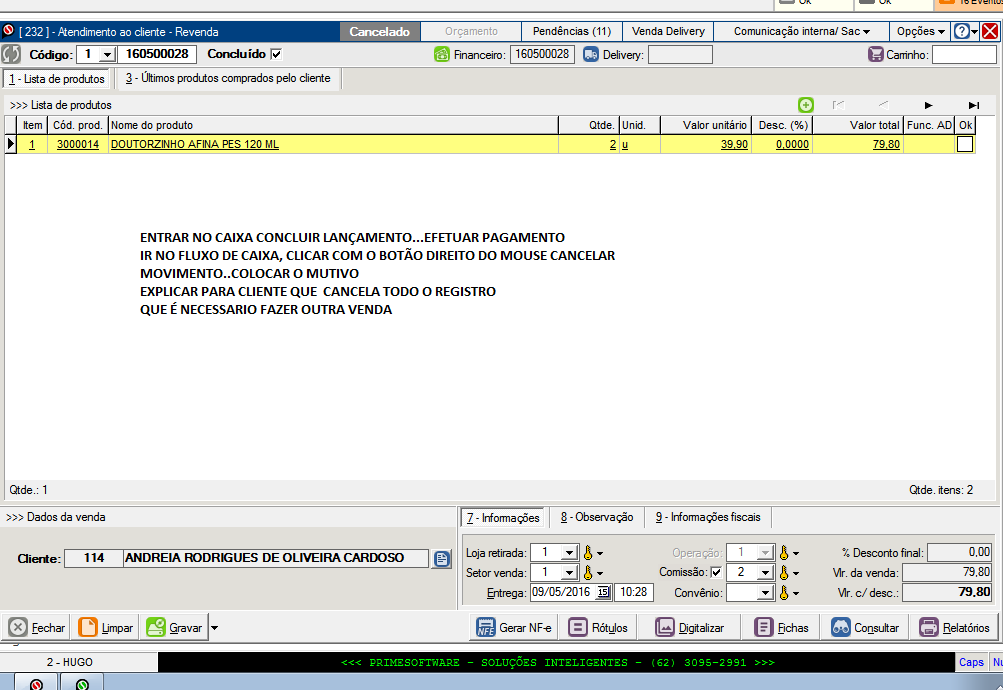 Ok
Ok
16 Evento
[ 232 ] - Atendimento ao cliente - Revenda
Cancelado
Orçamento
Pendências (11)
Venda Delivery
Comunicação interna/ Sac
Opções
?
Código: 1 160500028 Concluído
Financeiro: 160500028
Delivery:
Carrinho:
1 - Lista de produtos
3 - Últimos produtos comprados pelo cliente
>>> Lista de produtos
Item Cód. prod. Nome do produto Qtde. Unid. Valor unitário Desc. (%) Valor total Func. AD Ok
1 3000014 DOUTORZINHO AFINA PES 120 ML 2 u 39,90 0,0000 79,80
ENTRAR NO CAIXA CONCLUIR LANÇAMENTO...EFETUAR PAGAMENTO
IR NO FLUXO DE CAIXA, CLICAR COM O BOTÃO DIREITO DO MOUSE CANCELAR
MOVIMENTO..COLOCAR O MUTIVO
EXPLICAR PARA CLIENTE QUE CANCELA TODO O REGISTRO
QUE É NECESSARIO FAZER OUTRA VENDA
Qtde.: 1
Qtde. itens: 2
>>> Dados da venda
7 - Informações
8 - Observação
9 - Informações fiscais
Cliente: 114 ANDREIA RODRIGUES DE OLIVEIRA CARDOSO
Loja retirada: 1
Operação: 1
% Desconto final: 0,00
Setor venda: 1
Comissão: 2
Vlr. da venda: 79,80
Entrega: 09/05/2016 15 10:28
Convênio:
Vlr. c/ desc.: 79,80
Fechar
Limpar
Gravar
NFE Gerar NF-e
Rótulos
Digitalizar
Fichas
Consultar
Relatórios
2 - HUGO
<<< PRIMESOFTWARE - SOLUÇÕES INTELIGENTES - (62) 3095-2991 >>>
Caps
Nu